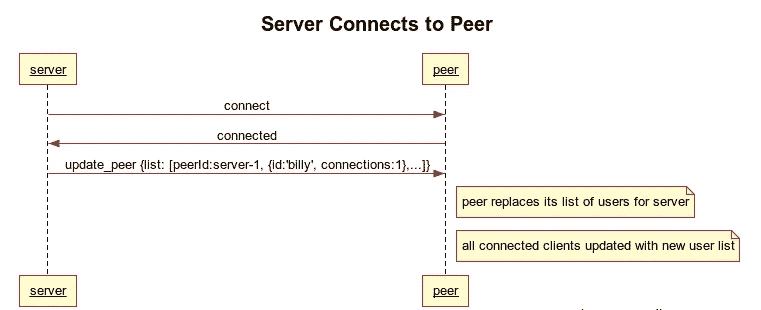 Server Connects to Peer
server
peer
connect
connected
update_peer {list: [peerId:server-1, {id:'billy', connections:1},...]}
peer replaces its list of users for server
all connected clients updated with new user list
server
peer